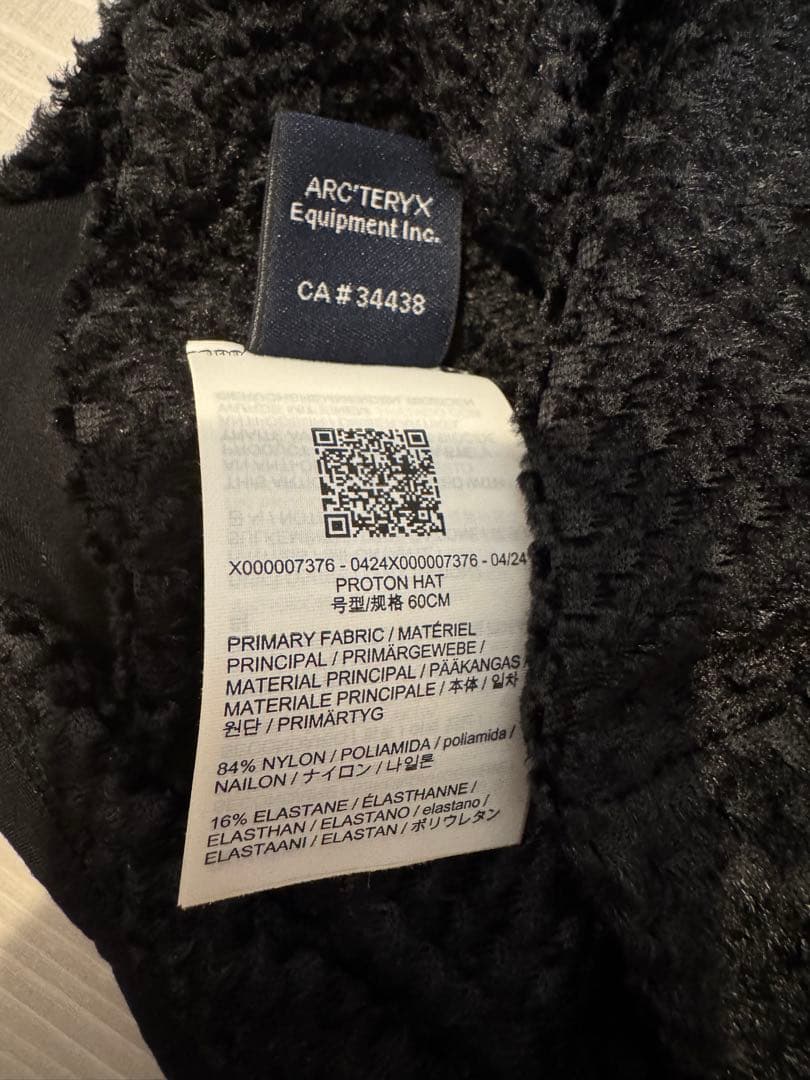 ARC'TERYX
Equipment Inc.
CA # 34438
X000007376 - 0424X000007376 - 04/24
PROTON HAT
号型/规格 60CM
PRIMARY FABRIC / MATÉRIEL
PRINCIPAL / PRIMÄRGEWEBE /
MATERIAL PRINCIPAL / PÄÄKANGAS /
MATERIALE PRINCIPALE / 本体 / 일차
원단 / PRIMÄRTYG
84% NYLON / POLIAMIDA / poliamida /
NAILON / ナイロン / 나일론
16% ELASTANE / ÉLASTHANNE /
ELASTHAN / ELASTANO / elastano /
ELASTAANI / ELASTAN / ポリウレタン